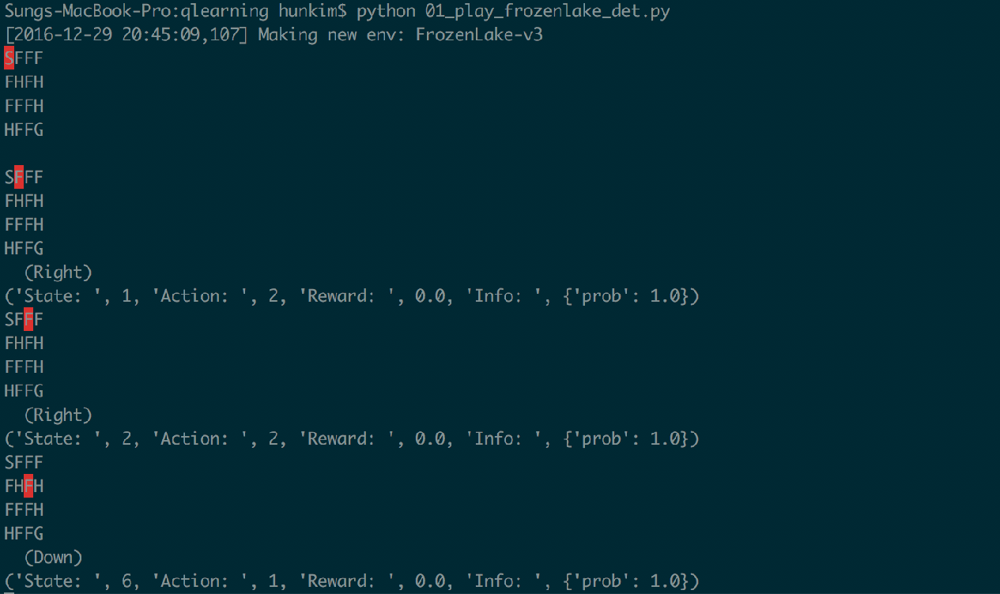 Sungs-MacBook-Pro:qlearning hunkim$ python 01_play_frozenlake_det.py
[2016-12-29 20:45:09,107] Making new env: FrozenLake-v3
SFFF
FHFH
FFFH
HFFG
SFFF
FHFH
FFFH
HFFG
(Right)
('State: ', 1, 'Action: ', 2, 'Reward: ', 0.0, 'Info: ', {'prob': 1.0})
SFFF
FHFH
FFFH
HFFG
(Right)
('State: ', 2, 'Action: ', 2, 'Reward: ', 0.0, 'Info: ', {'prob': 1.0})
SFFF
FHFH
FFFH
HFFG
(Down)
('State: ', 6, 'Action: ', 1, 'Reward: ', 0.0, 'Info: ', {'prob': 1.0})